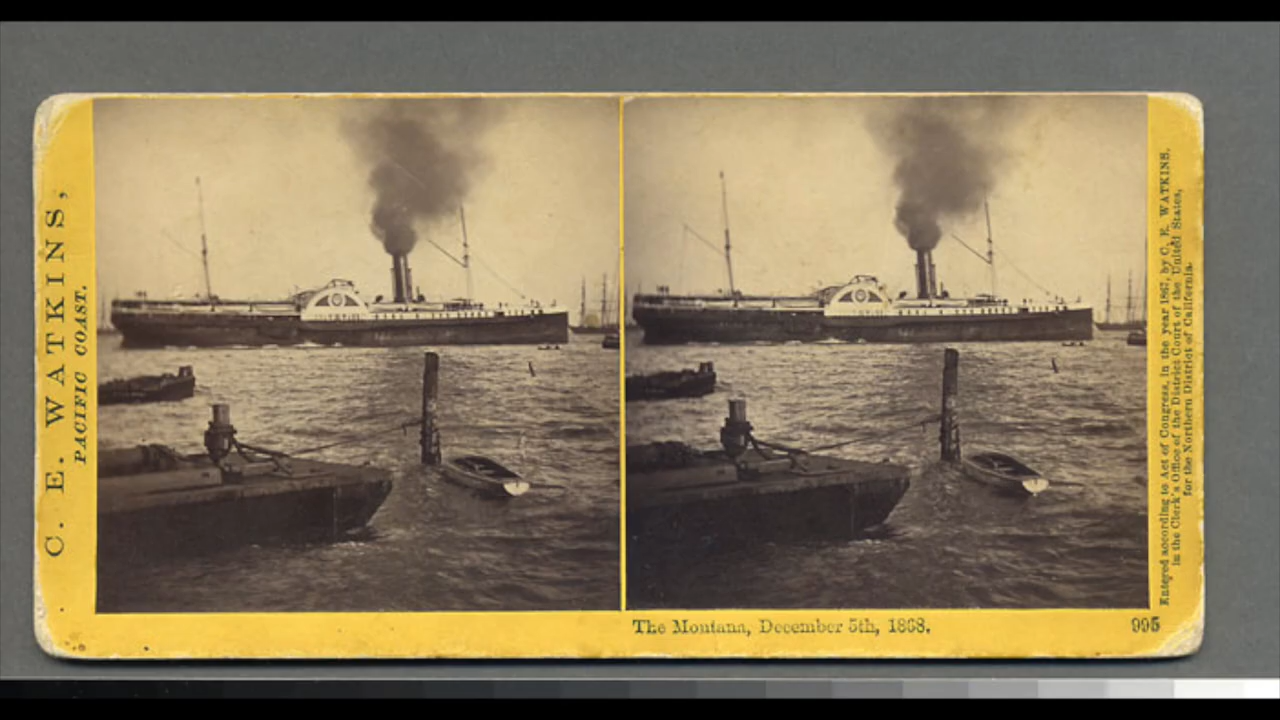 C. E. WATKINS,
PACIFIC COAST.
The Montana, December 5th, 1868.
995
Entered according to Act of Congress, in the year 1867, by C. E. WATKINS.
in the Clerk's Office of the District Court of the United States,
for the Northern District of California.